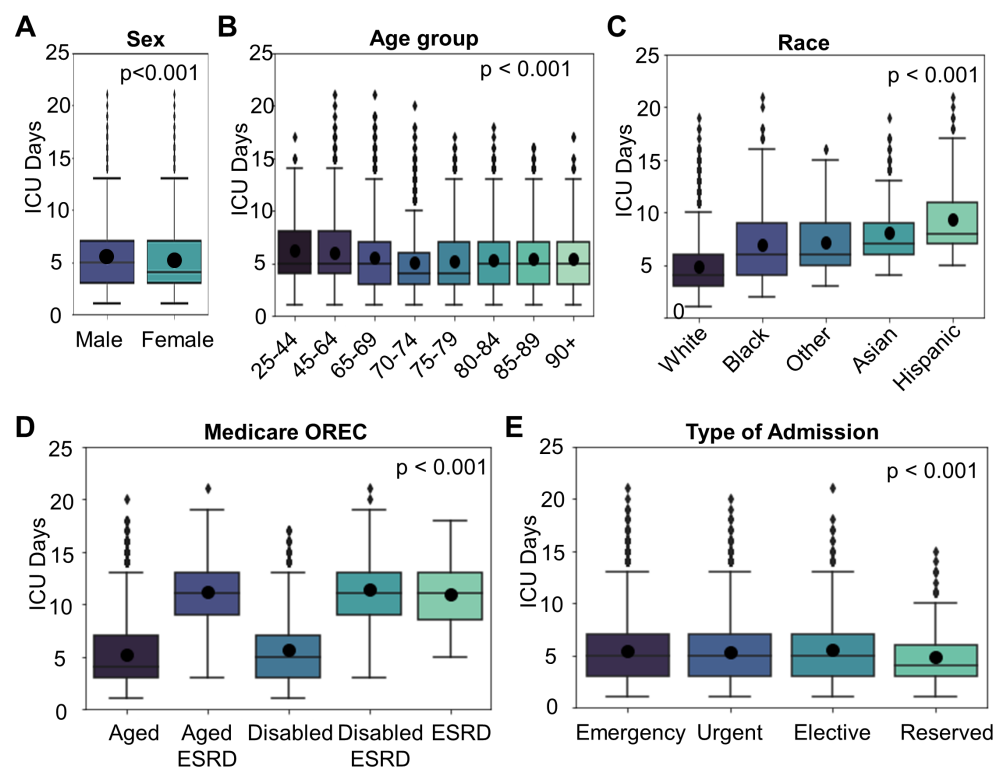 A
Sex
p<0.001
ICU Days
25
20
15
10
5
0
Male Female
B
Age group
p < 0.001
ICU Days
25
20
15
10
5
0
25-44 45-64 65-69 70-74 75-79 80-84 85-89 90+
C
Race
p < 0.001
ICU Days
25
20
15
10
5
0
White Black Other Asian Hispanic
D
Medicare OREC
p < 0.001
ICU Days
25
20
15
10
5
0
Aged Aged Disabled Disabled ESRD
ESRD ESRD
E
Type of Admission
p < 0.001
ICU Days
25
20
15
10
5
0
Emergency Urgent Elective Reserved